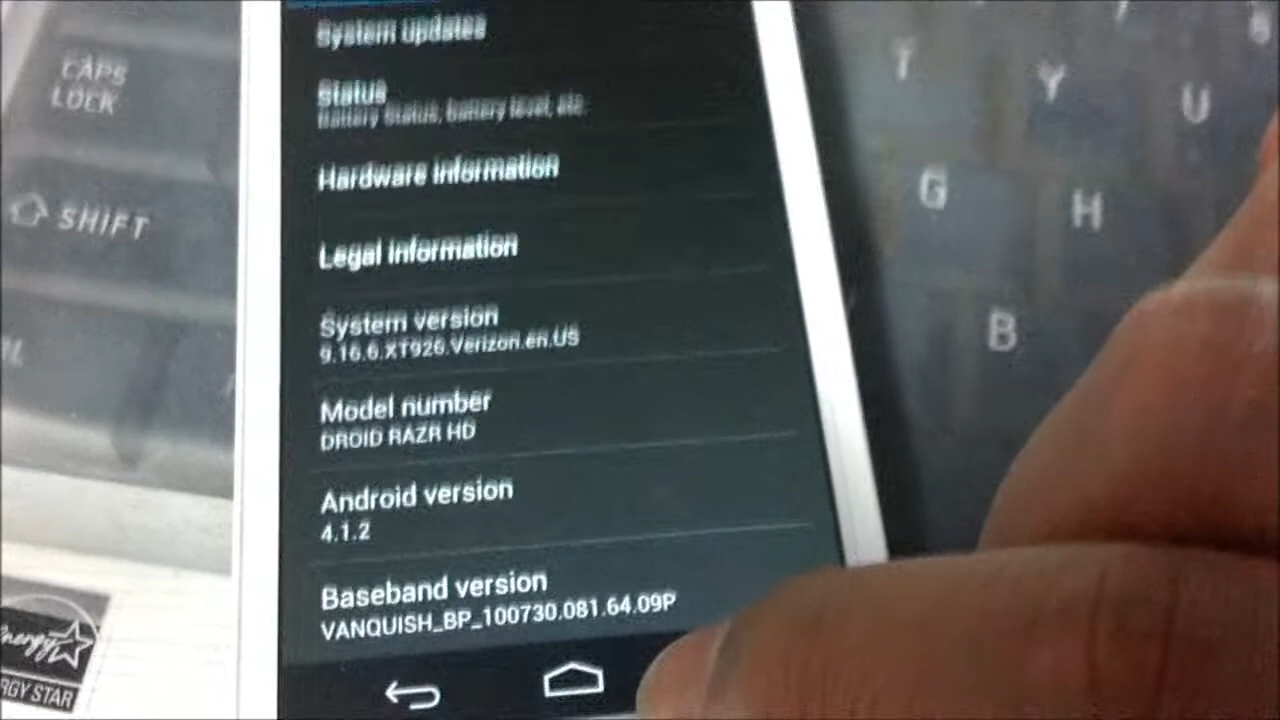 System updates
Status
Battery Status, battery level, etc.
Hardware information
Legal information
System version
9.16.6.XT926.Verizon.en.US
Model number
DROID RAZR HD
Android version
4.1.2
Baseband version
VANQUISH_BP_100730.081.64.09P
CAPS
LOCK
SHIFT
T
Y
U
G
H
B
energy
RGY STAR